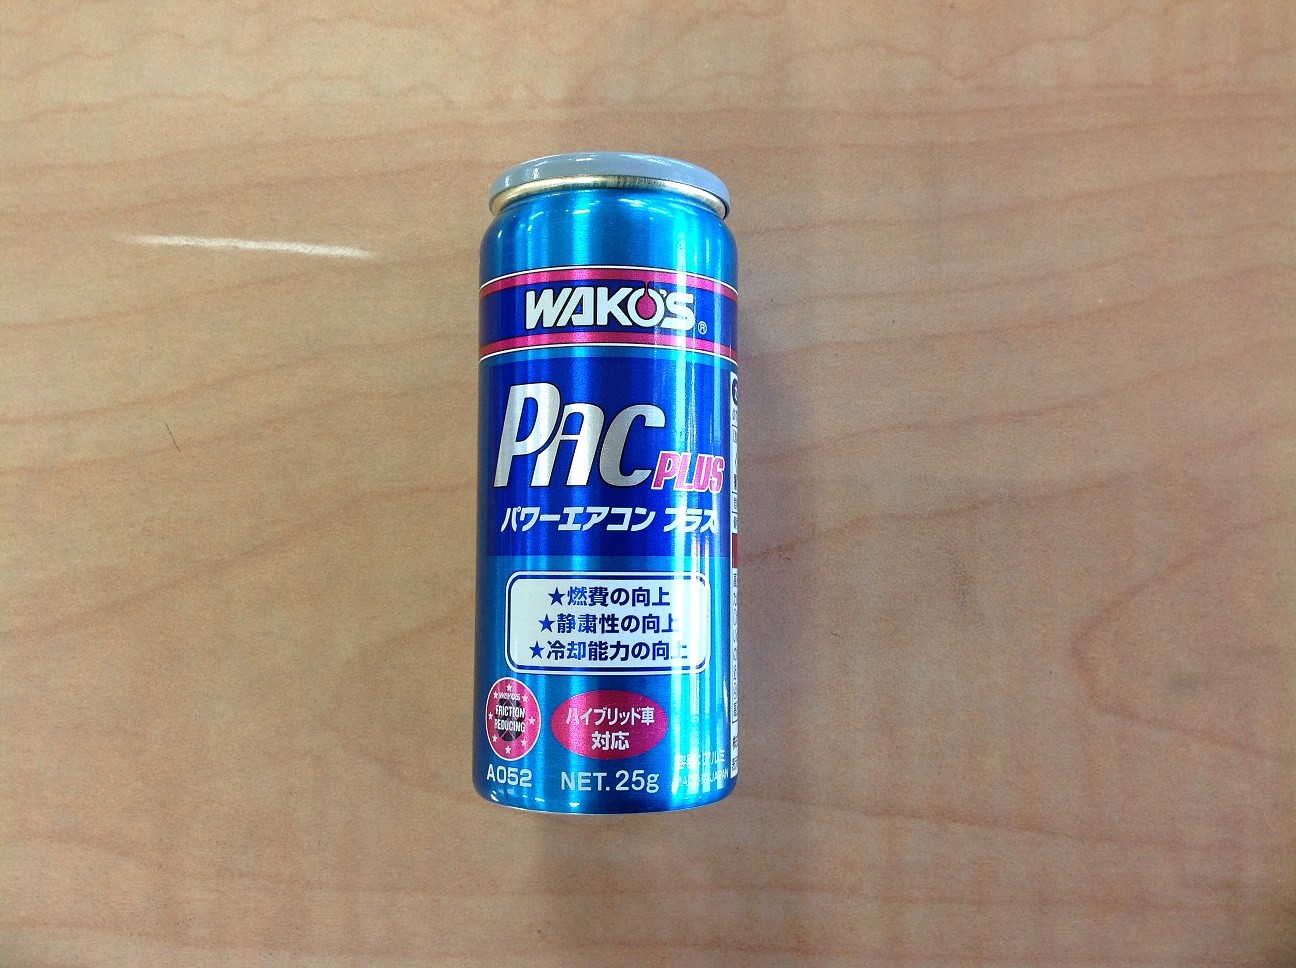 WAKO'S®
PAC PLUS
パワーエアコン プラス
★燃費の向上
★静粛性の向上
★冷却能力の向上
WAKO'S
FRICTION
REDUCING
ハイブリッド車
対応
A052
NET. 25g